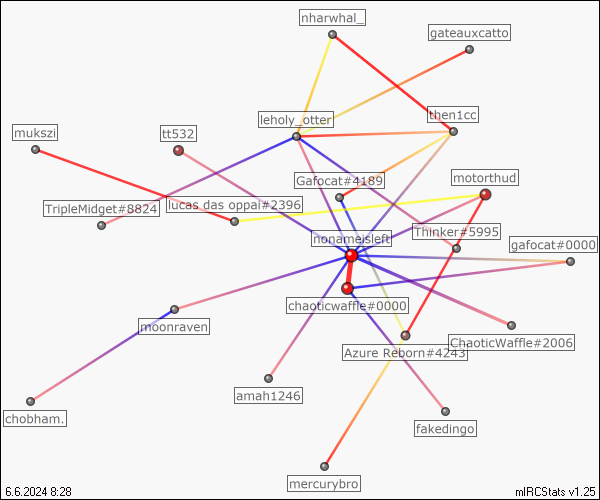 nharwhal_
gateauxcatto
leholy_otter
then1cc
mukszi
tt532
Gafocat#4189
motorthud
TripleMidget#8824
lucas das oppai#2396
Thinker#5995
nonameisleft
gafocat#0000
chaoticwaffle#0000
moonraven
ChaoticWaffle#2006
Azure Reborn#4243
amah1246
chobham.
fakedingo
mercurybro
6.6.2024 8:28
mIRCStats v1.25